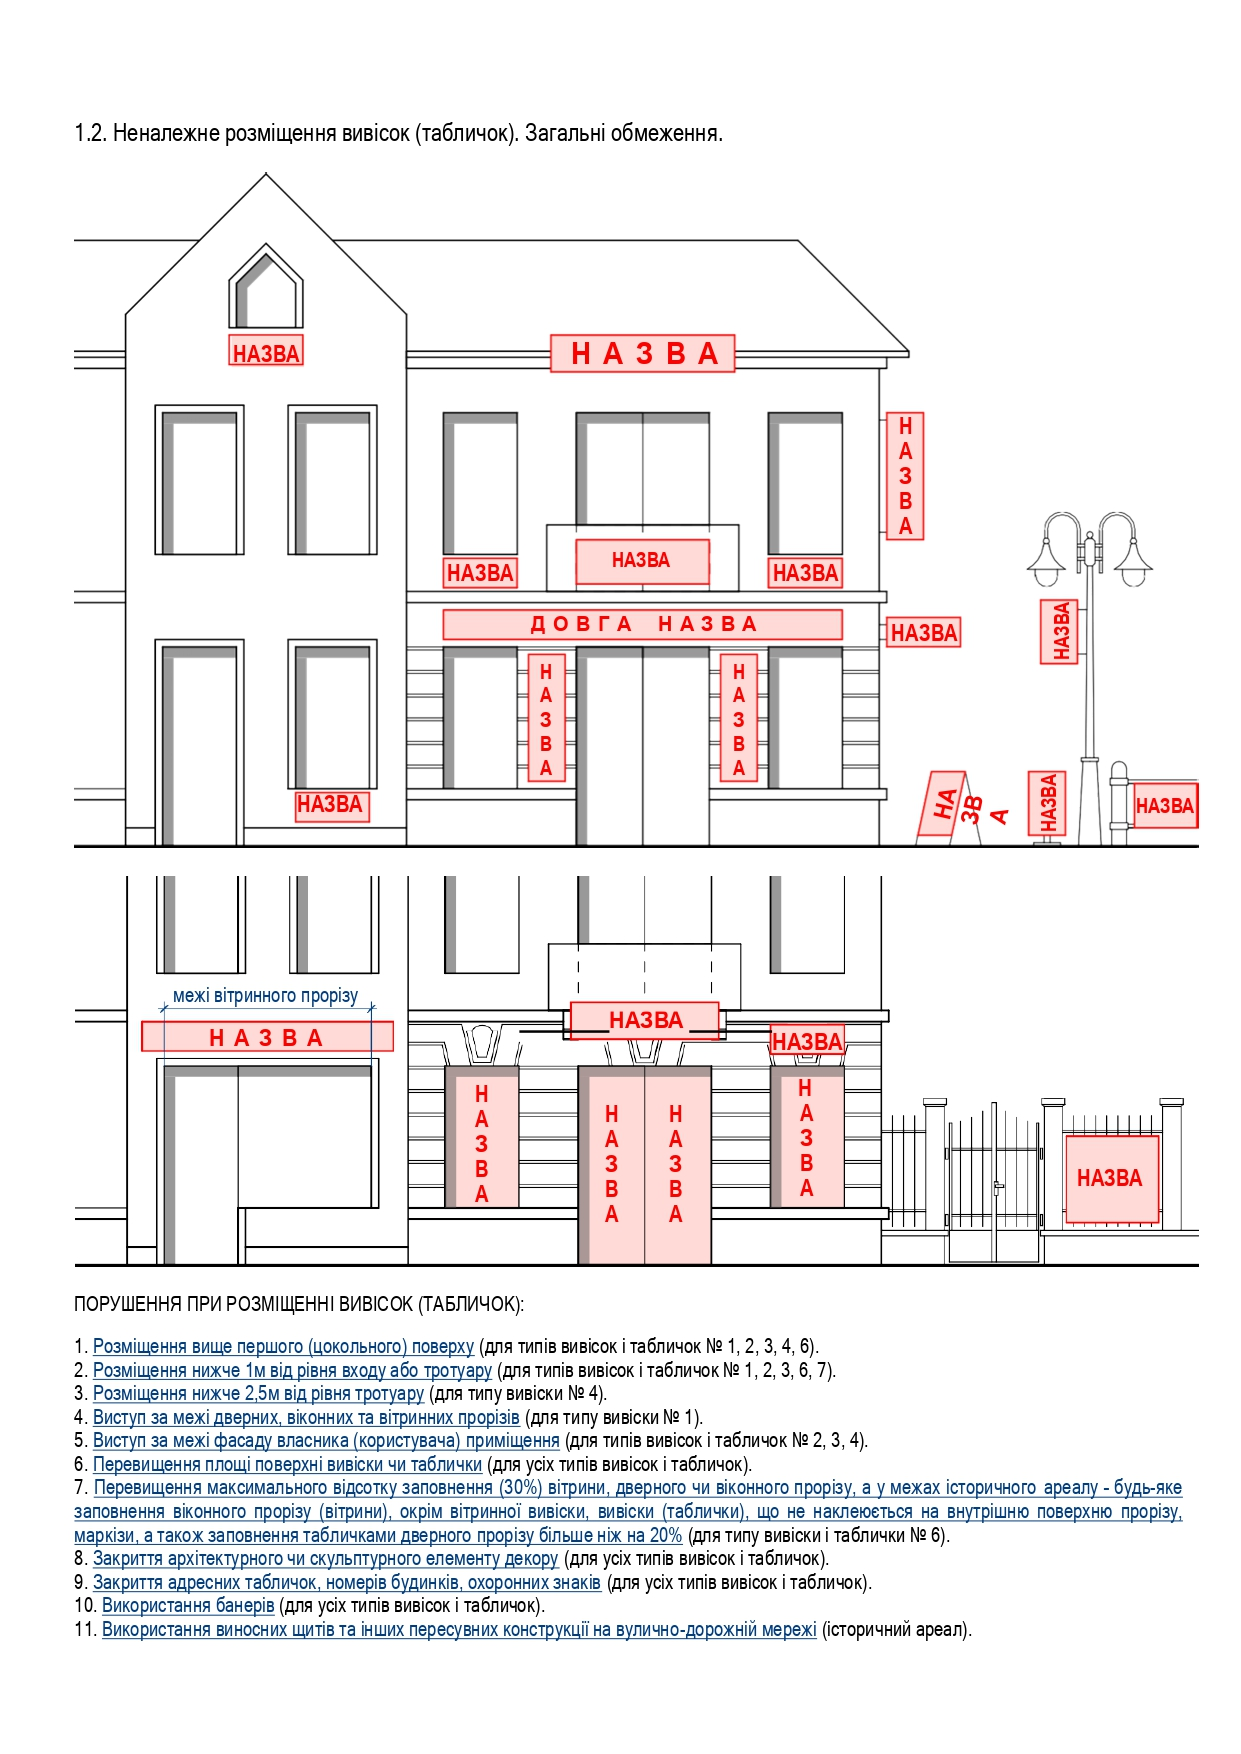 1.2. Неналежне розміщення вивісок (табличок). Загальні обмеження.
НАЗВА
НАЗВА
НАЗВА
НАЗВА
НАЗВА
НАЗВА
ДОВГА НАЗВА
НАЗВА
НАЗВА
НАЗВА
НАЗВА
НАЗВА
НАЗВА
НАЗВА
НАЗВА
межі вітринного прорізу
НАЗВА
НАЗВА
НАЗВА
НАЗВА
НАЗВА
НАЗВА
НАЗВА
НАЗВА
ПОРУШЕННЯ ПРИ РОЗМІЩЕННІ ВИВІСОК (ТАБЛИЧОК):
1. Розміщення вище першого (цокольного) поверху (для типів вивісок і табличок № 1, 2, 3, 4, 6).
2. Розміщення нижче 1м від рівня входу або тротуару (для типів вивісок і табличок № 1, 2, 3, 6, 7).
3. Розміщення нижче 2,5м від рівня тротуару (для типу вивіски № 4).
4. Виступ за межі дверних, віконних та вітринних прорізів (для типу вивіски № 1).
5. Виступ за межі фасаду власника (користувача) приміщення (для типів вивісок і табличок № 2, 3, 4).
6. Перевищення площі поверхні вивіски чи таблички (для усіх типів вивісок і табличок).
7. Перевищення максимального відсотку заповнення (30%) вітрини, дверного чи віконного прорізу, а у межах історичного ареалу - будь-яке
заповнення віконного прорізу (вітрини), окрім вітринної вивіски, вивіски (таблички), що не наклеюється на внутрішню поверхню прорізу,
маркізи, а також заповнення табличками дверного прорізу більше ніж на 20% (для типу вивіски і таблички № 6).
8. Закриття архітектурного чи скульптурного елементу декору (для усіх типів вивісок і табличок).
9. Закриття адресних табличок, номерів будинків, охоронних знаків (для усіх типів вивісок і табличок).
10. Використання банерів (для усіх типів вивісок і табличок).
11. Використання виносних щитів та інших пересувних конструкції на вулично-дорожній мережі (історичний ареал).